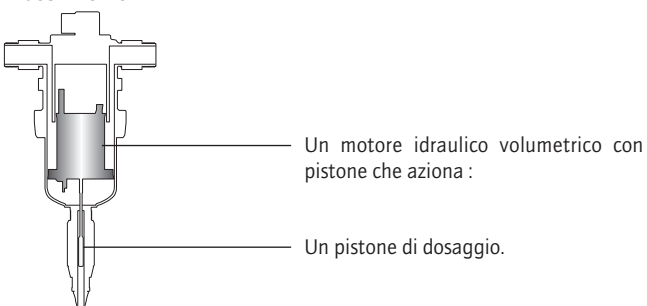 Un motore idraulico volumetrico con
pistone che aziona :
Un pistone di dosaggio.